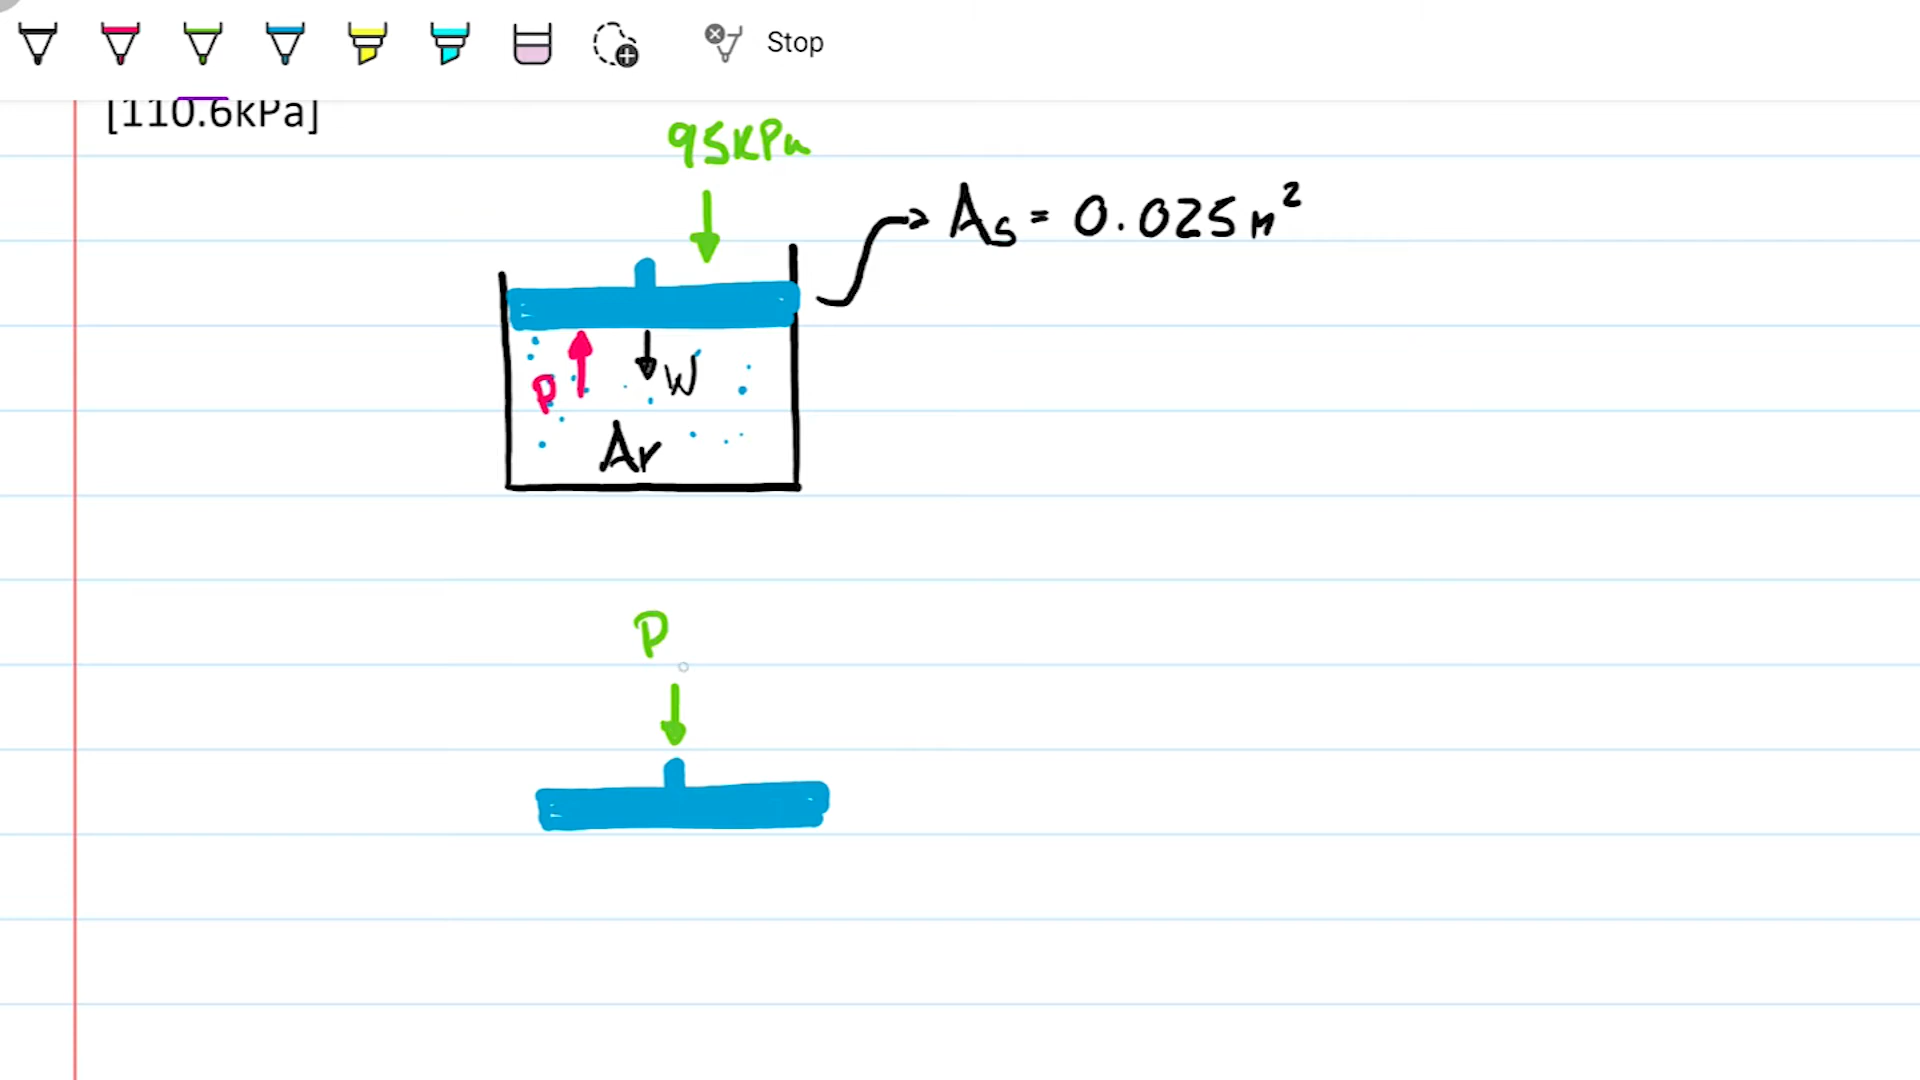 Stop
[110.6kPa]
95KPa
As = 0.025 m²
P
W
Ar
P